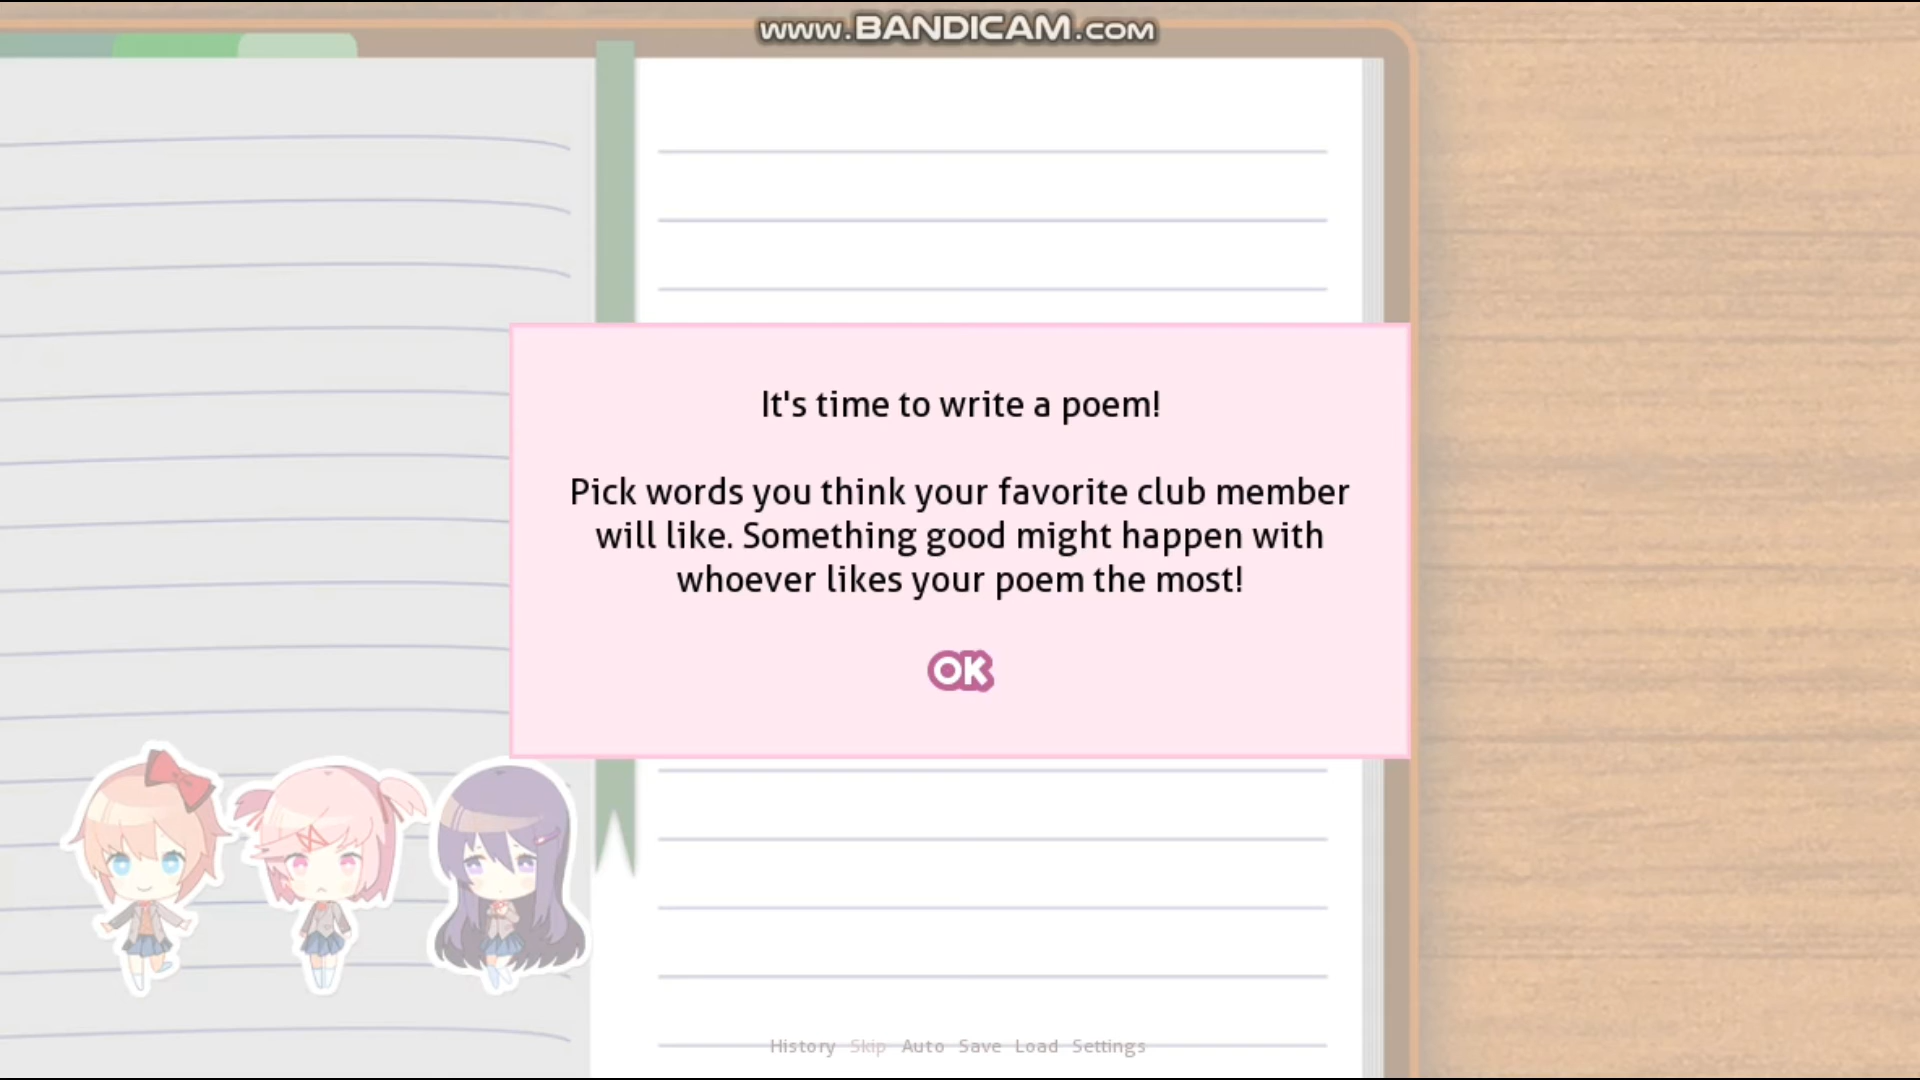 www.BANDICAM.com
It's time to write a poem!
Pick words you think your favorite club member
will like. Something good might happen with
whoever likes your poem the most!
OK
History Skip Auto Save Load Settings